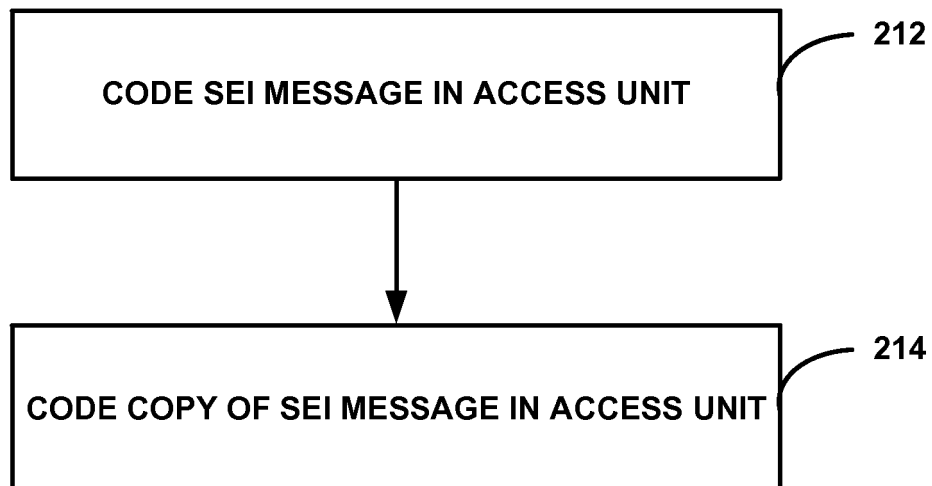 212
CODE SEI MESSAGE IN ACCESS UNIT
214
CODE COPY OF SEI MESSAGE IN ACCESS UNIT